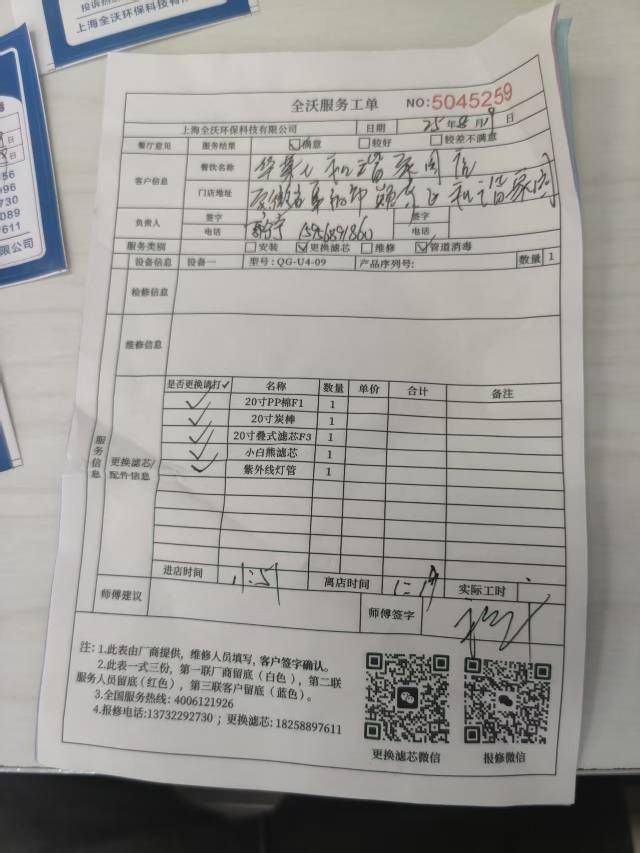 投诉热
上海全沃环保科技有
限公司
全沃服务工单 NO:5045259
上海全沃环保科技有限公司 日期 25年8月19日
餐厅意见 服务结果 ☑满意 □较好 □较差不满意
客户信息 餐饮名称
门店地址
负责人 签字 签字
电话 电话
服务类别 □安装 ☑更换滤芯 □维修 ☑管道消毒
设备信息 设备一 型号:QG-U4-09 产品序列号: 数量 1
检修信息
维修信息
服务信息
更换滤芯/配件信息
是否更换请打✓ 名称 数量 单价 合计 备注
✓ 20寸PP棉F1 1
✓ 20寸炭棒 1
✓ 20寸叠式滤芯F3 1
✓ 小白熊滤芯 1
✓ 紫外线灯管 1
进店时间 离店时间 实际工时
师傅建议 师傅签字
注:1.此表由厂商提供,维修人员填写,客户签字确认。
2.此表一式三份,第一联厂商留底(白色),第二联
服务人员留底(红色),第三联客户留底(蓝色)。
3.全国服务热线:4006121926
4.报修电话:13732292730;更换滤芯:18258897611
更换滤芯微信 报修微信